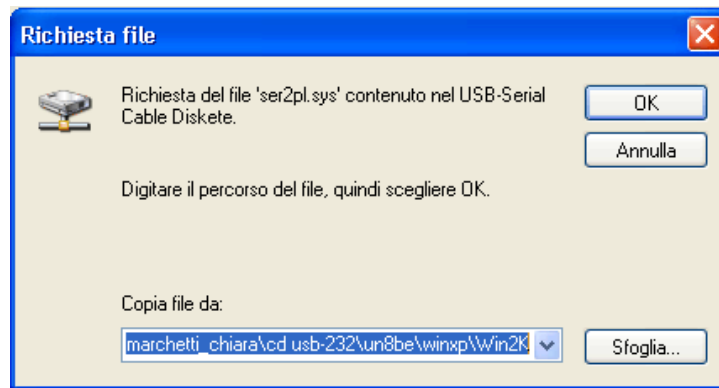 Richiesta file
Richiesta del file 'ser2pl.sys' contenuto nel USB-Serial
Cable Diskete.
OK
Annulla
Digitare il percorso del file, quindi scegliere OK.
Copia file da:
marchetti_chiara\cd usb-232\un8be\winxp\Win2K
Sfoglia...